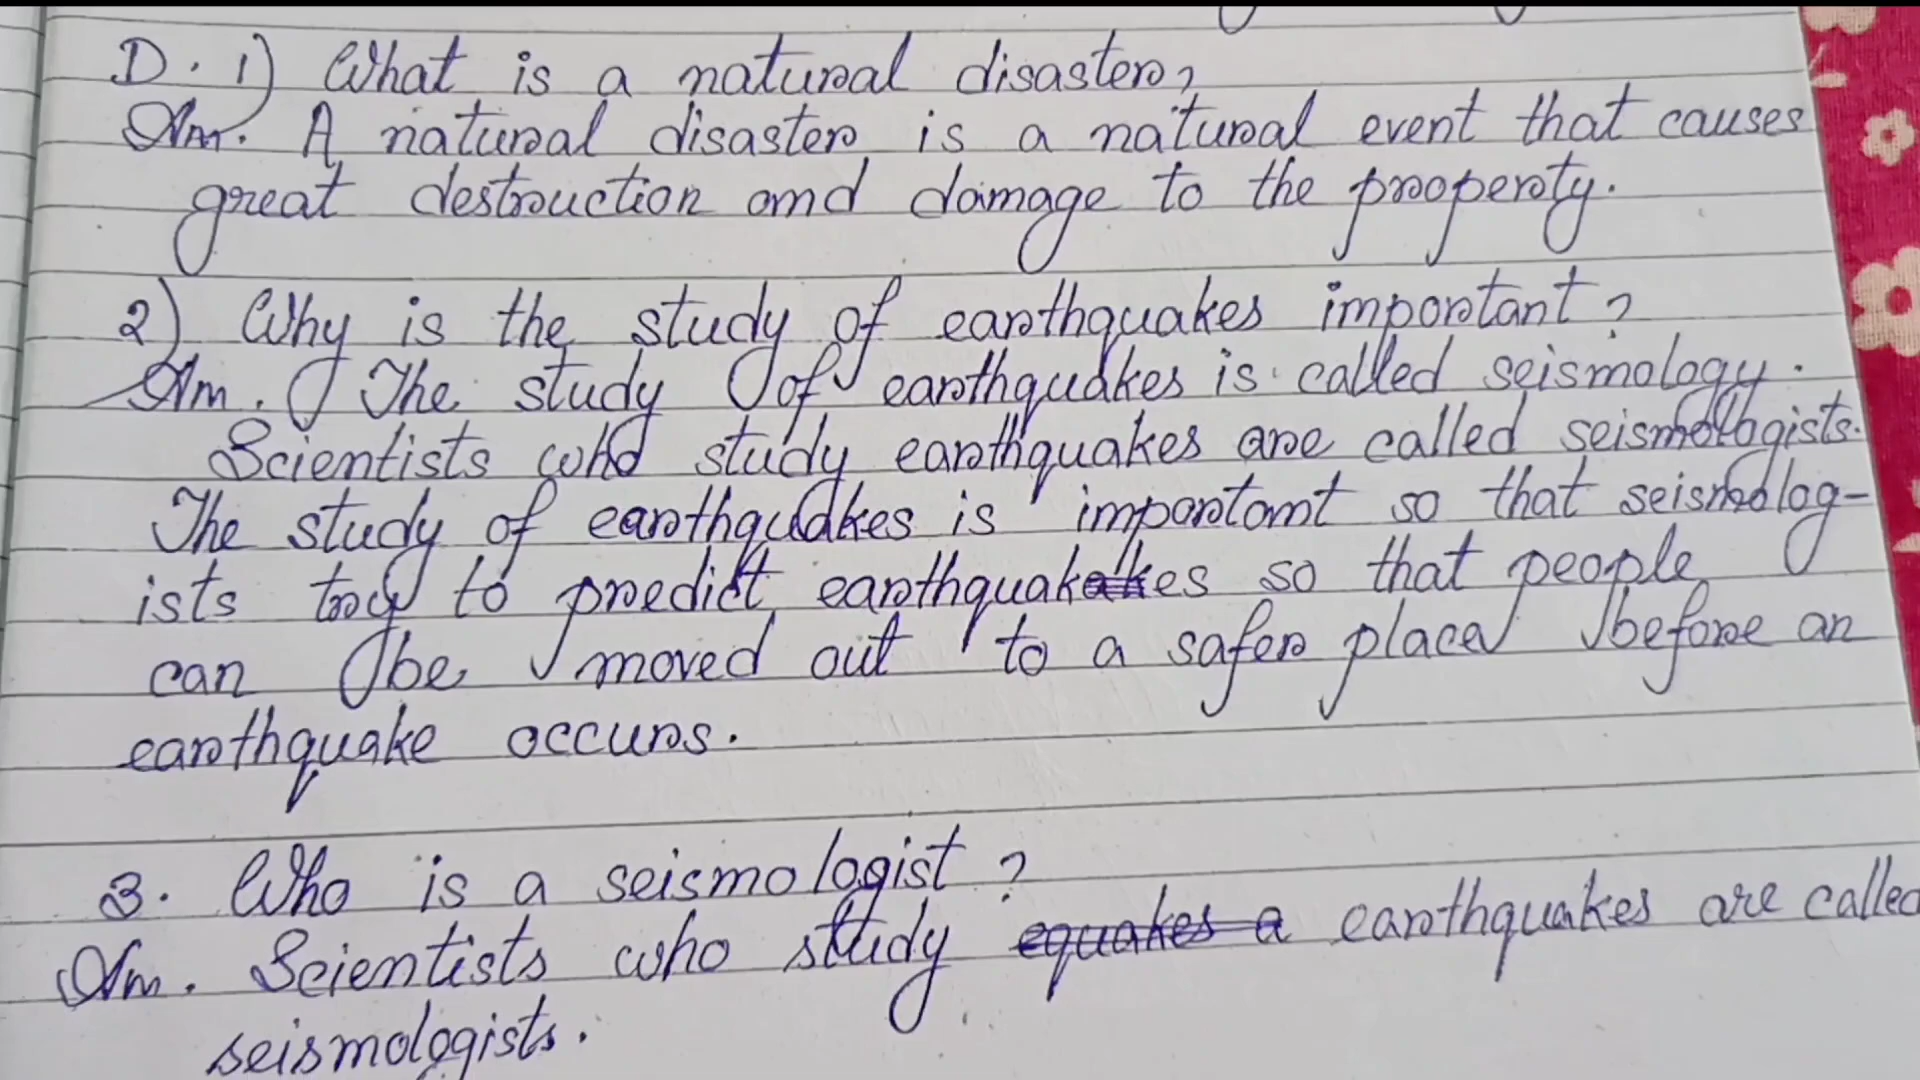 D. 1) What is a natural disaster?
Ans. A natural disaster is a natural event that causes
great destruction and damage to the property.
2) Why is the study of earthquakes important?
Ans. The study of earthquakes is called seismology.
Scientists who study earthquakes are called seismologists.
The study of earthquakes is important so that seismolog-
ists try to predict earthquakes so that people
can be moved out to a safer place before an
earthquake occurs.
3. Who is a seismologist?
Ans. Scientists who study equakes a earthquakes are called
seismologists.